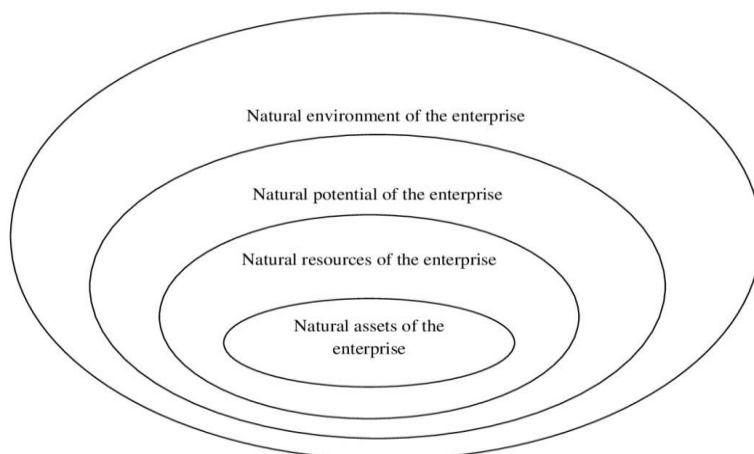 Natural environment of the enterprise
Natural potential of the enterprise
Natural resources of the enterprise
Natural assets of the
enterprise